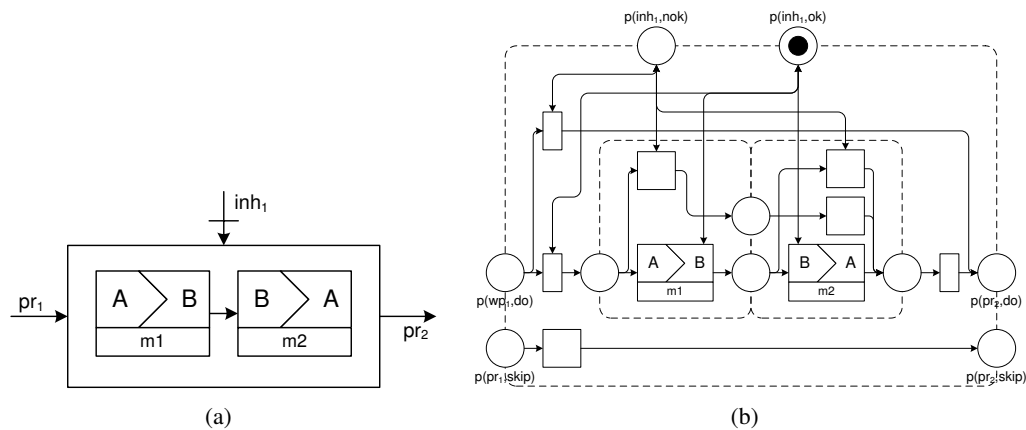 p(inh₁,nok)
p(inh₁,ok)
inh₁
pr₁
A
B
m1
B
A
m2
pr₂
A
B
m1
B
A
m2
p(wp₁,do)
p(pr₂,do)
p(pr₁,skip)
p(pr₂,skip)
(a)
(b)